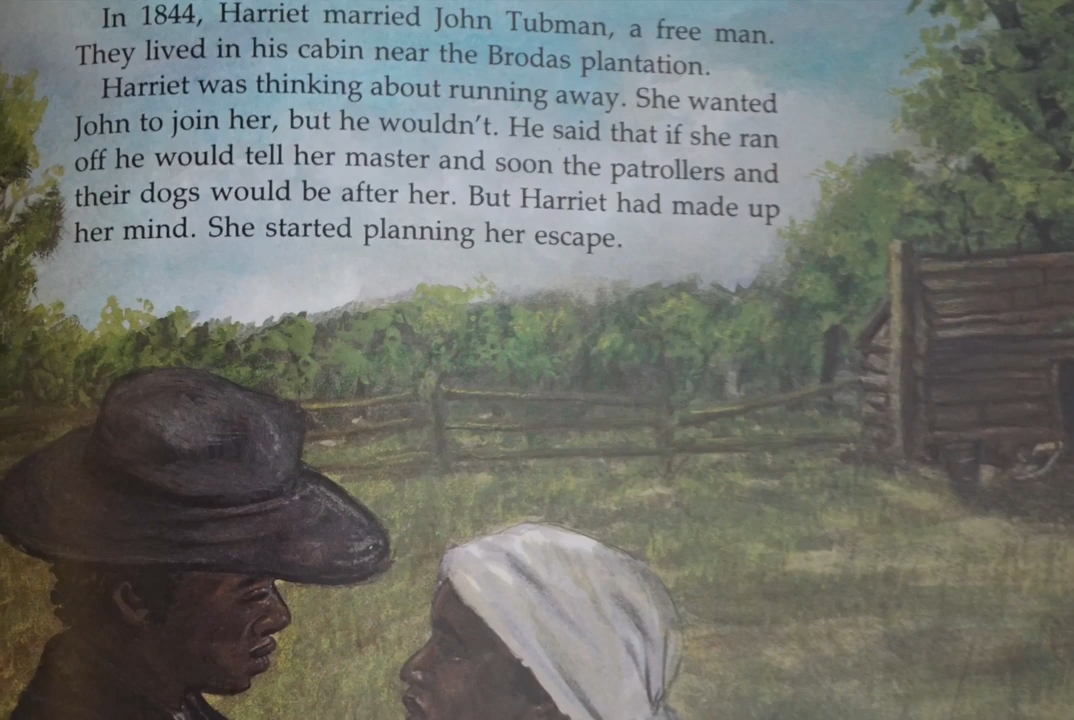 In 1844, Harriet married John Tubman, a free man.
They lived in his cabin near the Brodas plantation.
Harriet was thinking about running away. She wanted
John to join her, but he wouldn't. He said that if she ran
off he would tell her master and soon the patrollers and
their dogs would be after her. But Harriet had made up
her mind. She started planning her escape.